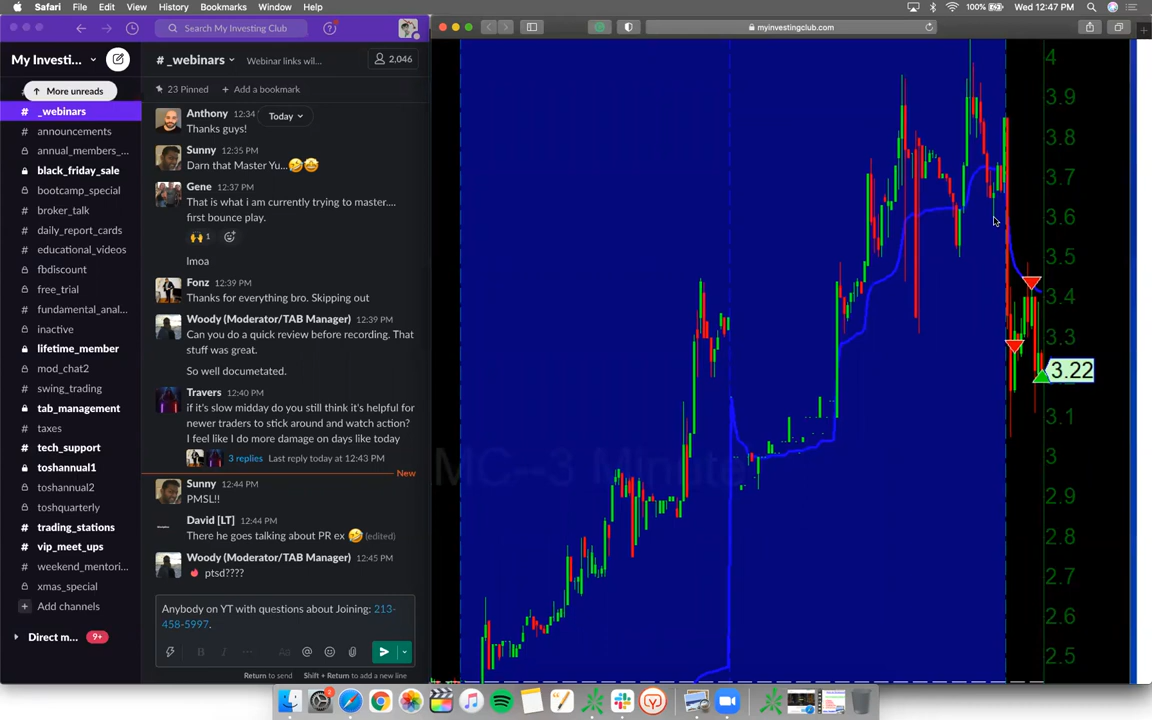 Safari File Edit View History Bookmarks Window Help
100% Wed 12:47 PM
Search My Investing Club
myinvestingclub.com
My Investi...
More unreads
# _webinars
# announcements
annual_members_...
black_friday_sale
# bootcamp_special
# broker_talk
# daily_report_cards
# educational_videos
fbdiscount
# free_trial
# fundamental_anal...
inactive
lifetime_member
mod_chat2
# swing_trading
tab_management
# taxes
# tech_support
toshannual1
toshannual2
toshquarterly
# trading_stations
# vip_meet_ups
weekend_mentori...
xmas_special
Add channels
Direct m... 9+
# _webinars
Webinar links wil...
2,046
23 Pinned
Add a bookmark
Today
Anthony 12:34
Thanks guys!
Sunny 12:35 PM
Darn that Master Yu...🤣🤩
Gene 12:37 PM
That is what i am currently trying to master....
first bounce play.
🙌 1
lmoa
Fonz 12:39 PM
Thanks for everything bro. Skipping out
Woody (Moderator/TAB Manager) 12:39 PM
Can you do a quick review before recording. That
stuff was great.
So well documetated.
Travers 12:40 PM
if it's slow midday do you still think it's helpful for
newer traders to stick around and watch action?
I feel like I do more damage on days like today
3 replies Last reply today at 12:43 PM
New
Sunny 12:44 PM
PMSL!!
David [LT] 12:44 PM
There he goes talking about PR ex 🤣 (edited)
Woody (Moderator/TAB Manager) 12:45 PM
ptsd????
Anybody on YT with questions about Joining: 213-
458-5997.
B
Aa
@
Return to send Shift + Return to add a new line
MC--3 Minute
4
3.9
3.8
3.7
3.6
3.5
3.4
3.3
3.22
3.1
3
2.9
2.8
2.7
2.6
2.5